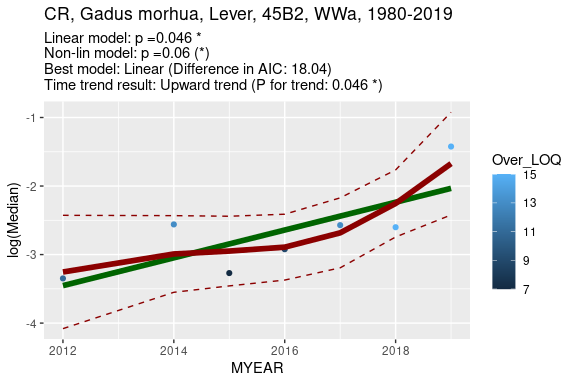 CR, Gadus morhua, Lever, 45B2, WWa, 1980-2019
Linear model: p =0.046 *
Non-lin model: p =0.06 (*)
Best model: Linear (Difference in AIC: 18.04)
Time trend result: Upward trend (P for trend: 0.046 *)
-1
-2
-3
-4
log(Median)
2012
2014
2016
2018
MYEAR
Over_LOQ
15
13
11
9
7